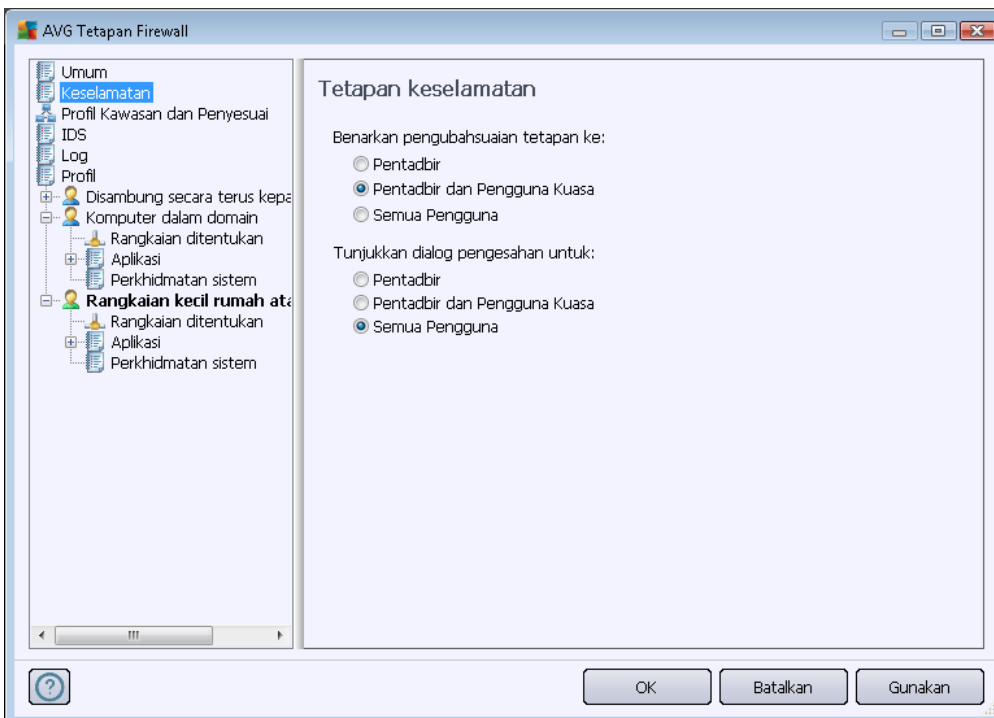 AVG Tetapan Firewall
Umum
Keselamatan
Profil Kawasan dan Penyesuai
IDS
Log
Profil
Disambung secara terus kepa
Komputer dalam domain
Rangkaian ditentukan
Aplikasi
Perkhidmatan sistem
Rangkaian kecil rumah ata
Rangkaian ditentukan
Aplikasi
Perkhidmatan sistem
Tetapan keselamatan
Benarkan pengubahsuaian tetapan ke:
Pentadbir
Pentadbir dan Pengguna Kuasa
Semua Pengguna
Tunjukkan dialog pengesahan untuk:
Pentadbir
Pentadbir dan Pengguna Kuasa
Semua Pengguna
OK
Batalkan
Gunakan